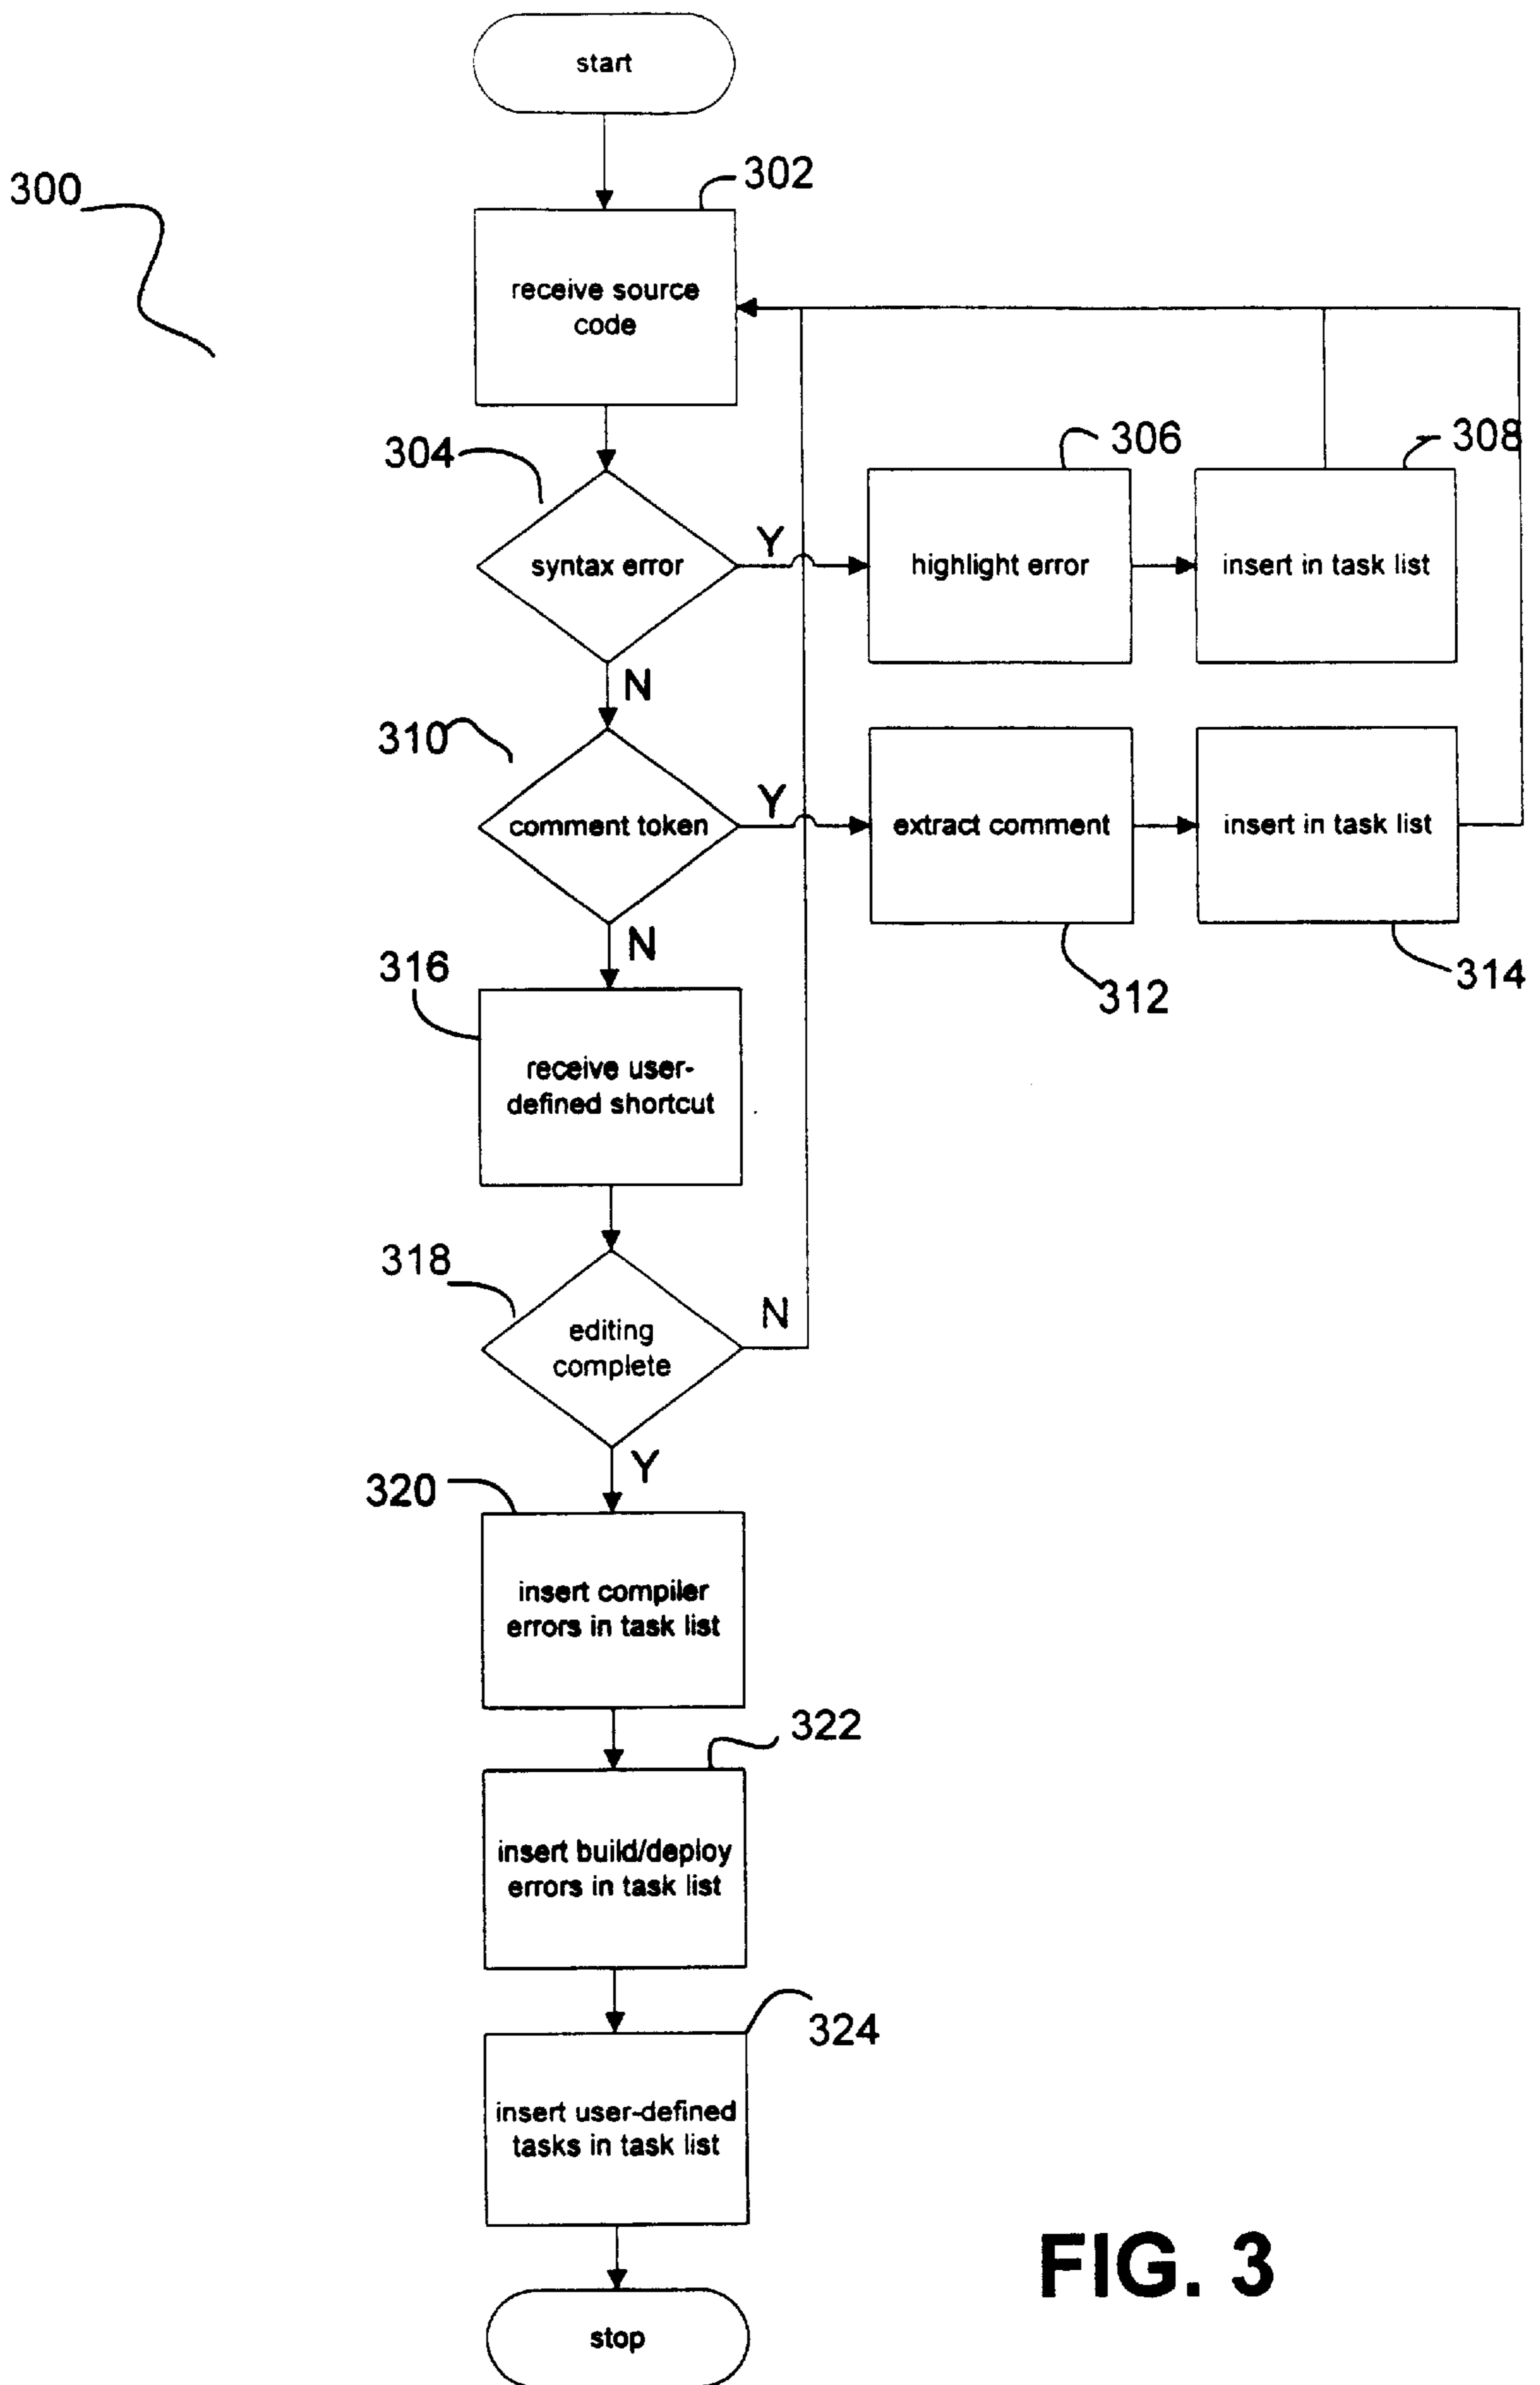 start
300
302
receive source
code
304
306
308
syntax error
Y
highlight error
insert in task list
N
310
comment token
Y
extract comment
insert in task list
N
316
312
314
receive user-
defined shortcut
318
editing
complete
N
Y
320
insert compiler
errors in task list
322
insert build/deploy
errors in task list
324
insert user-defined
tasks in task list
stop
FIG. 3